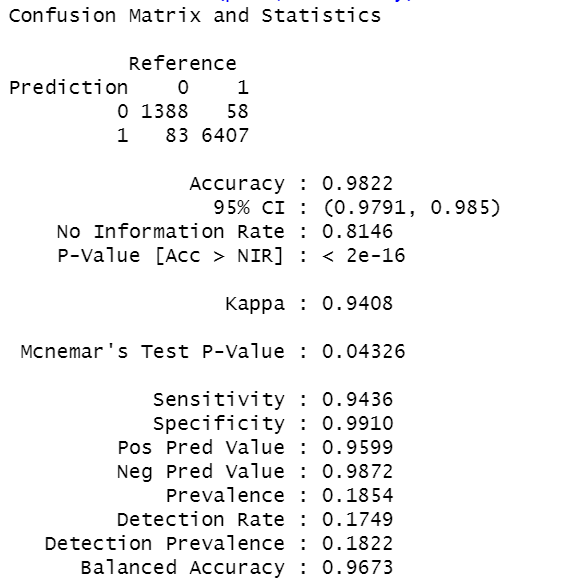 Confusion Matrix and Statistics
Reference
Prediction 0 1
0 1388 58
1 83 6407
Accuracy : 0.9822
95% CI : (0.9791, 0.985)
No Information Rate : 0.8146
P-Value [Acc > NIR] : < 2e-16
Kappa : 0.9408
Mcnemar's Test P-Value : 0.04326
Sensitivity : 0.9436
Specificity : 0.9910
Pos Pred Value : 0.9599
Neg Pred Value : 0.9872
Prevalence : 0.1854
Detection Rate : 0.1749
Detection Prevalence : 0.1822
Balanced Accuracy : 0.9673